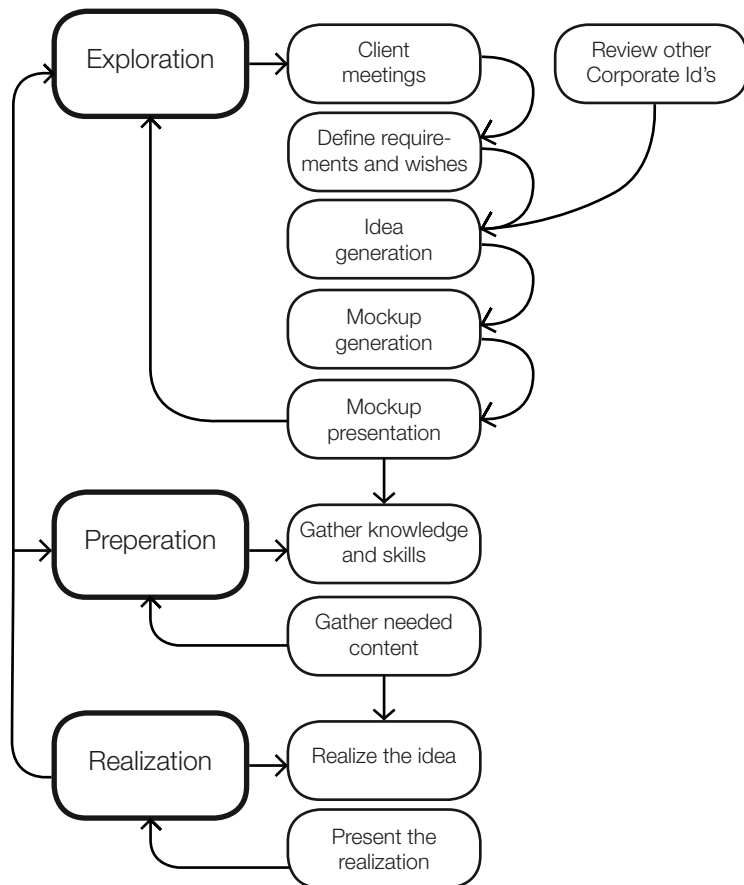 Exploration
Client
meetings
Review other
Corporate Id's
Define require-
ments and wishes
Idea
generation
Mockup
generation
Mockup
presentation
Preperation
Gather knowledge
and skills
Gather needed
content
Realization
Realize the idea
Present the
realization